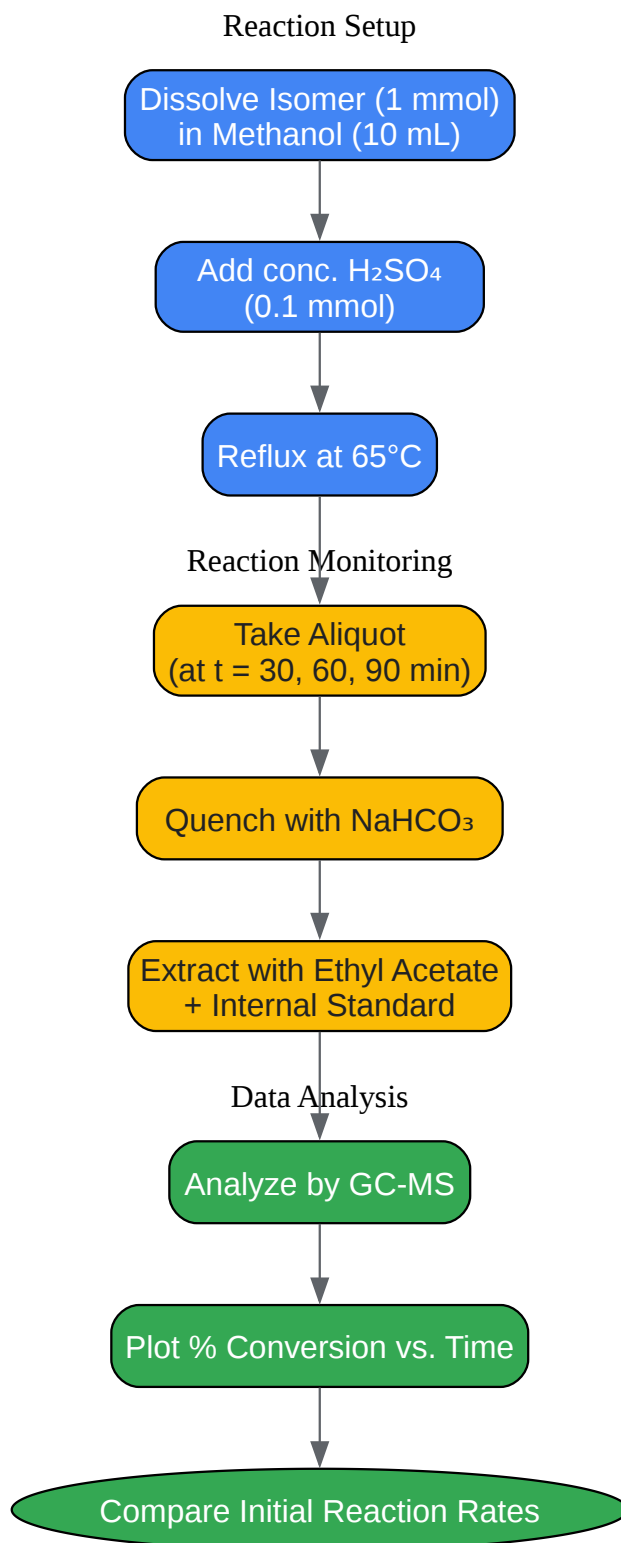 Reaction Setup
Dissolve Isomer (1 mmol)
in Methanol (10 mL)
Add conc. H₂SO₄
(0.1 mmol)
Reflux at 65°C
Reaction Monitoring
Take Aliquot
(at t = 30, 60, 90 min)
Quench with NaHCO₃
Extract with Ethyl Acetate
+ Internal Standard
Data Analysis
Analyze by GC-MS
Plot % Conversion vs. Time
Compare Initial Reaction Rates